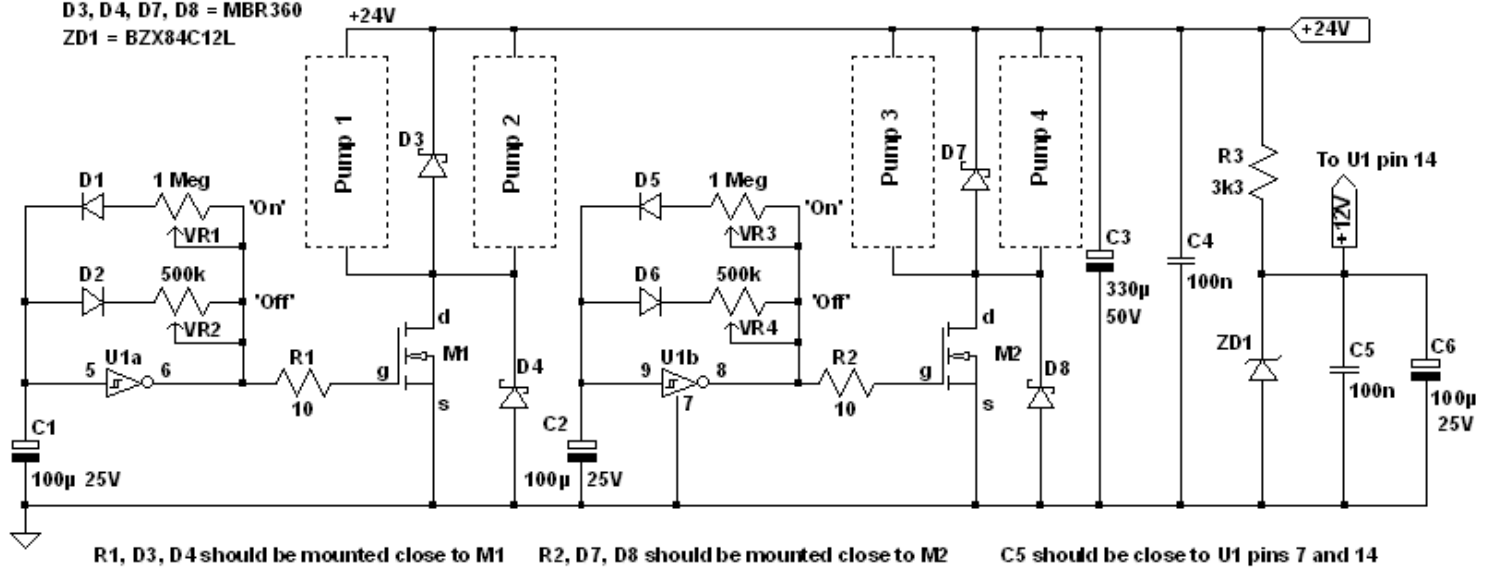 D3, D4, D7, D8 = MBR360
ZD1 = BZX84C12L
+24V
+24V
Pump 1
D3
Pump 2
Pump 3
D7
Pump 4
R3
3k3
To U1 pin 14
+12V
D1
1 Meg
'On'
VR1
D2
500k
'Off'
VR2
D5
1 Meg
'On'
VR3
D6
500k
'Off'
VR4
C3
330µ
50V
C4
100n
U1a
5
6
R1
10
g
d
M1
s
D4
U1b
9
8
7
R2
10
g
d
M2
s
D8
ZD1
C5
100n
C6
100µ
25V
C1
100µ 25V
C2
100µ 25V
R1, D3, D4 should be mounted close to M1
R2, D7, D8 should be mounted close to M2
C5 should be close to U1 pins 7 and 14